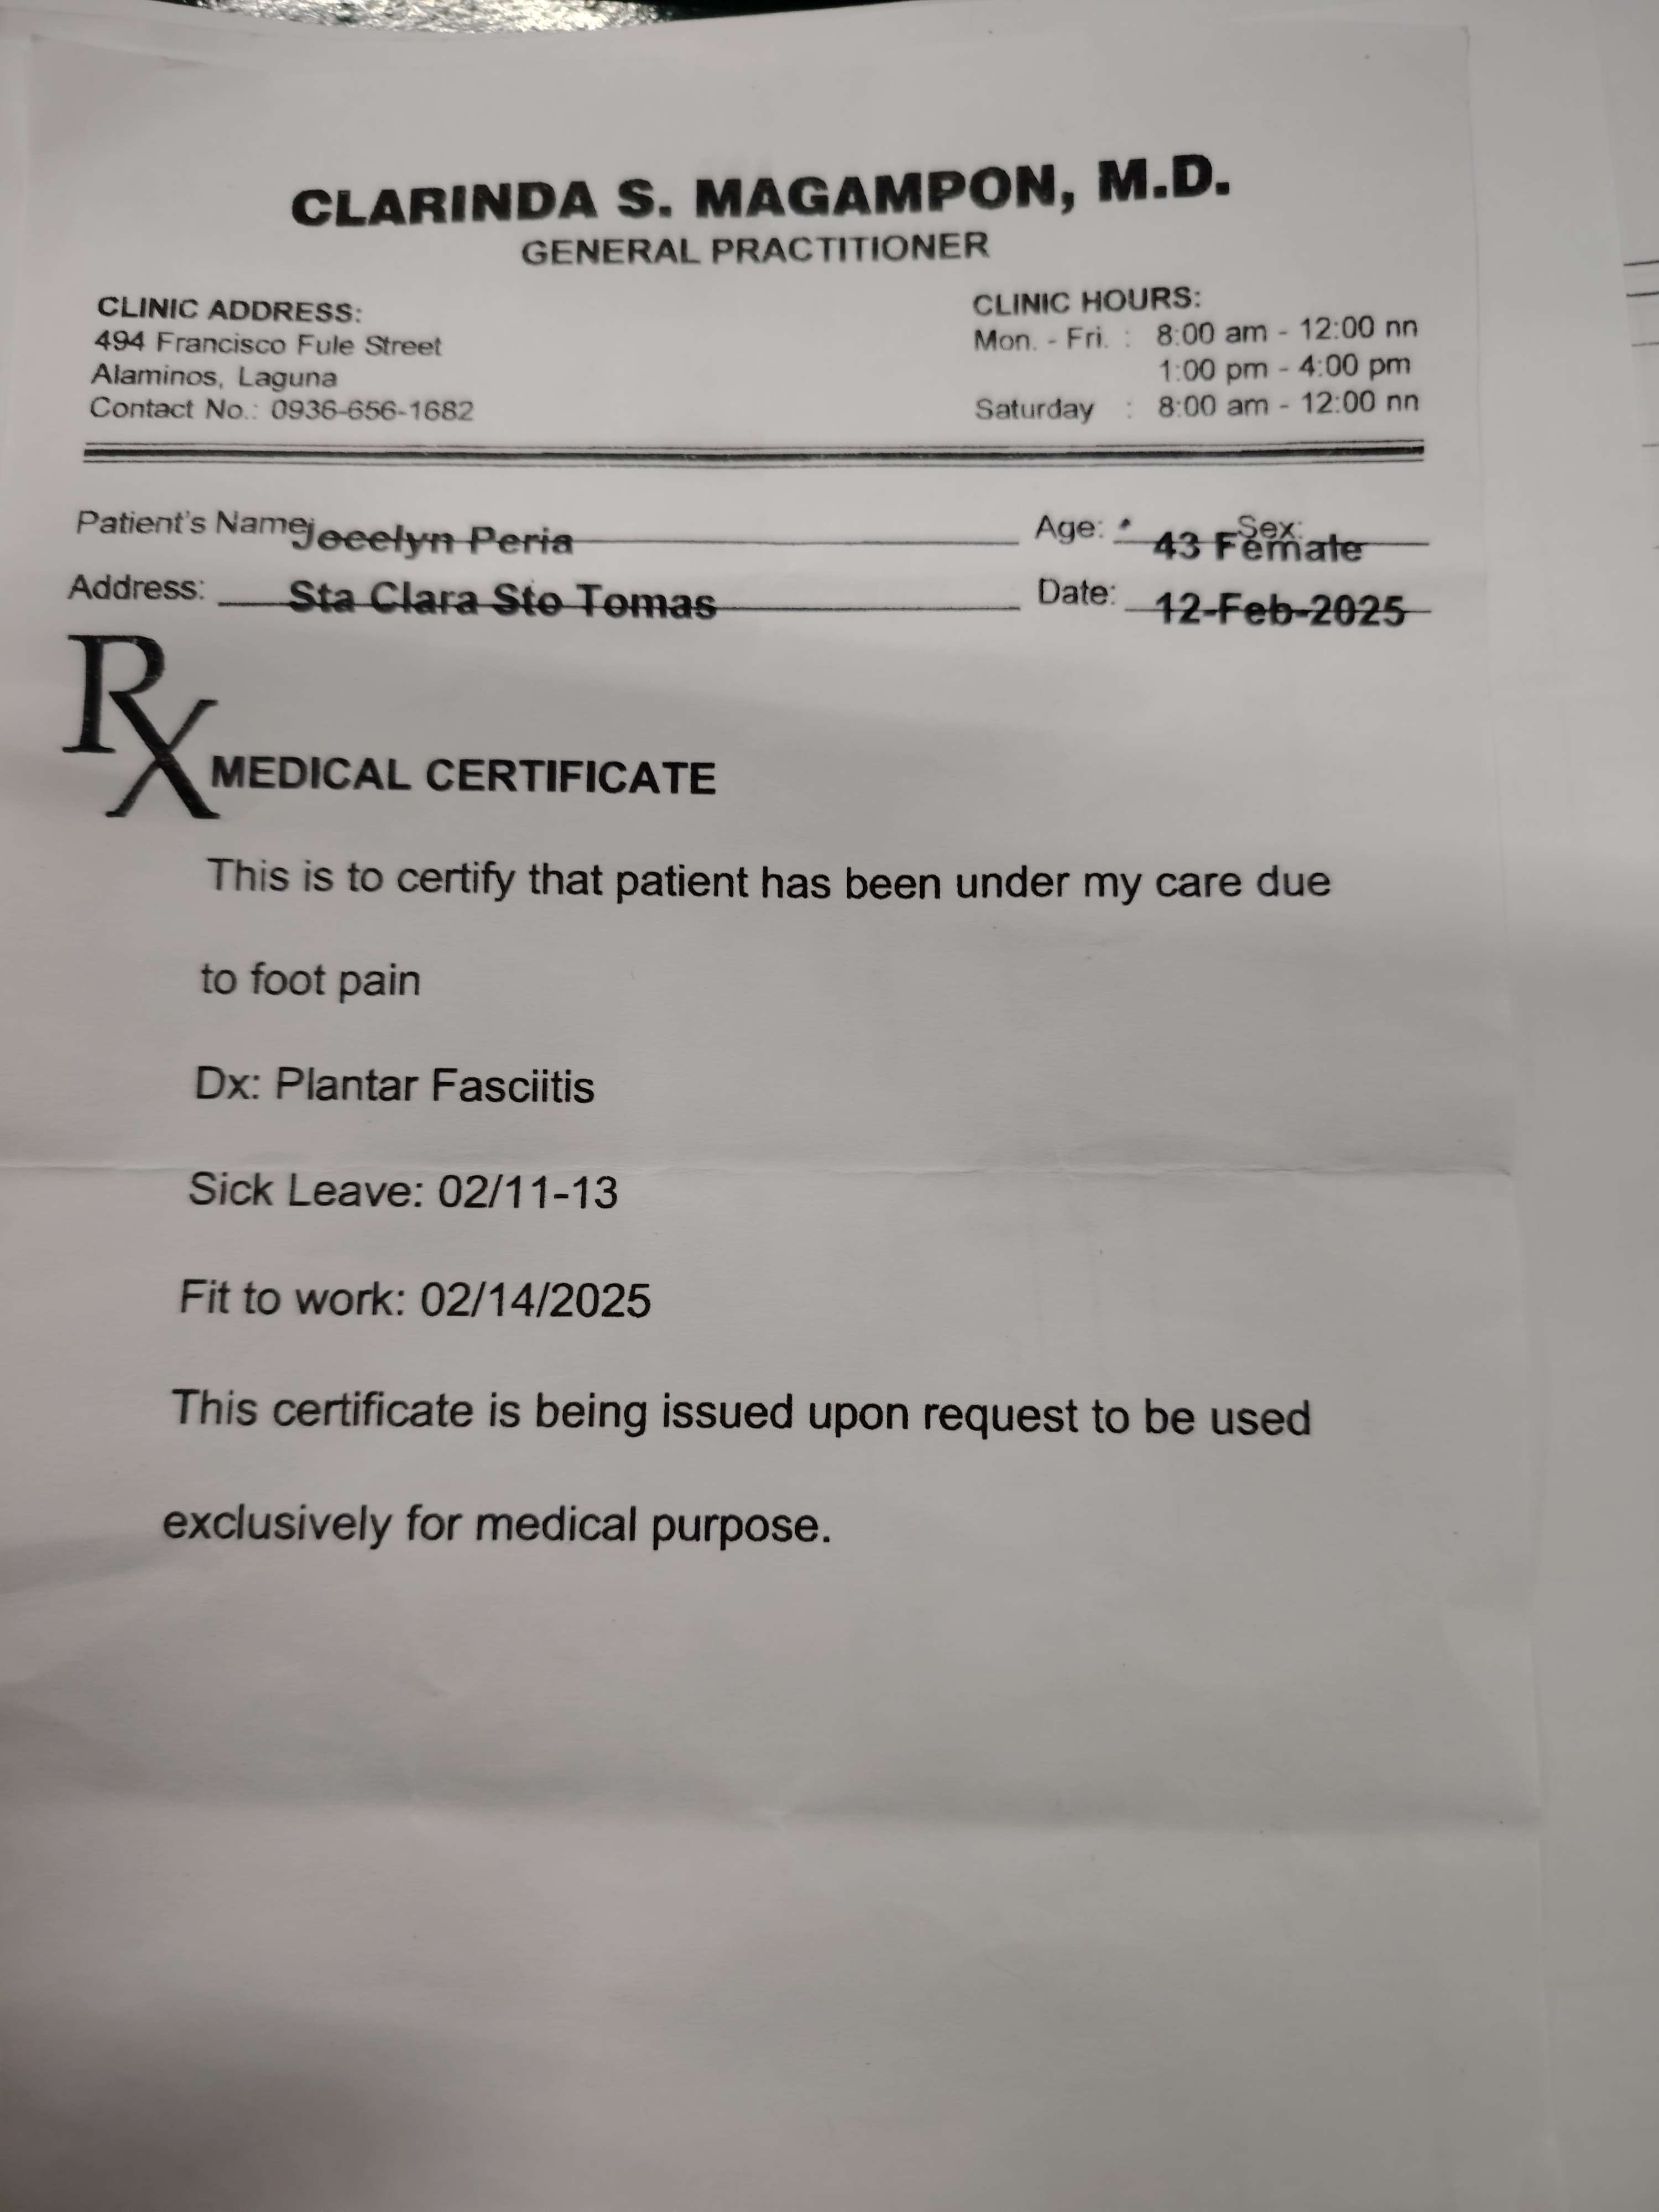 CLARINDA S. MAGAMPON, M.D.
GENERAL PRACTITIONER
CLINIC ADDRESS:
494 Francisco Fule Street
Alaminos, Laguna
Contact No.: 0936-656-1682
CLINIC HOURS:
Mon. - Fri. : 8:00 am - 12:00 nn
1:00 pm - 4:00 pm
Saturday : 8:00 am - 12:00 nn
Patient's Name Jocelyn Peria Age: 43 Sex: Female
Address: Sta Clara Sto Tomas Date: 12-Feb-2025
Rx
MEDICAL CERTIFICATE
This is to certify that patient has been under my care due
to foot pain
Dx: Plantar Fasciitis
Sick Leave: 02/11-13
Fit to work: 02/14/2025
This certificate is being issued upon request to be used
exclusively for medical purpose.